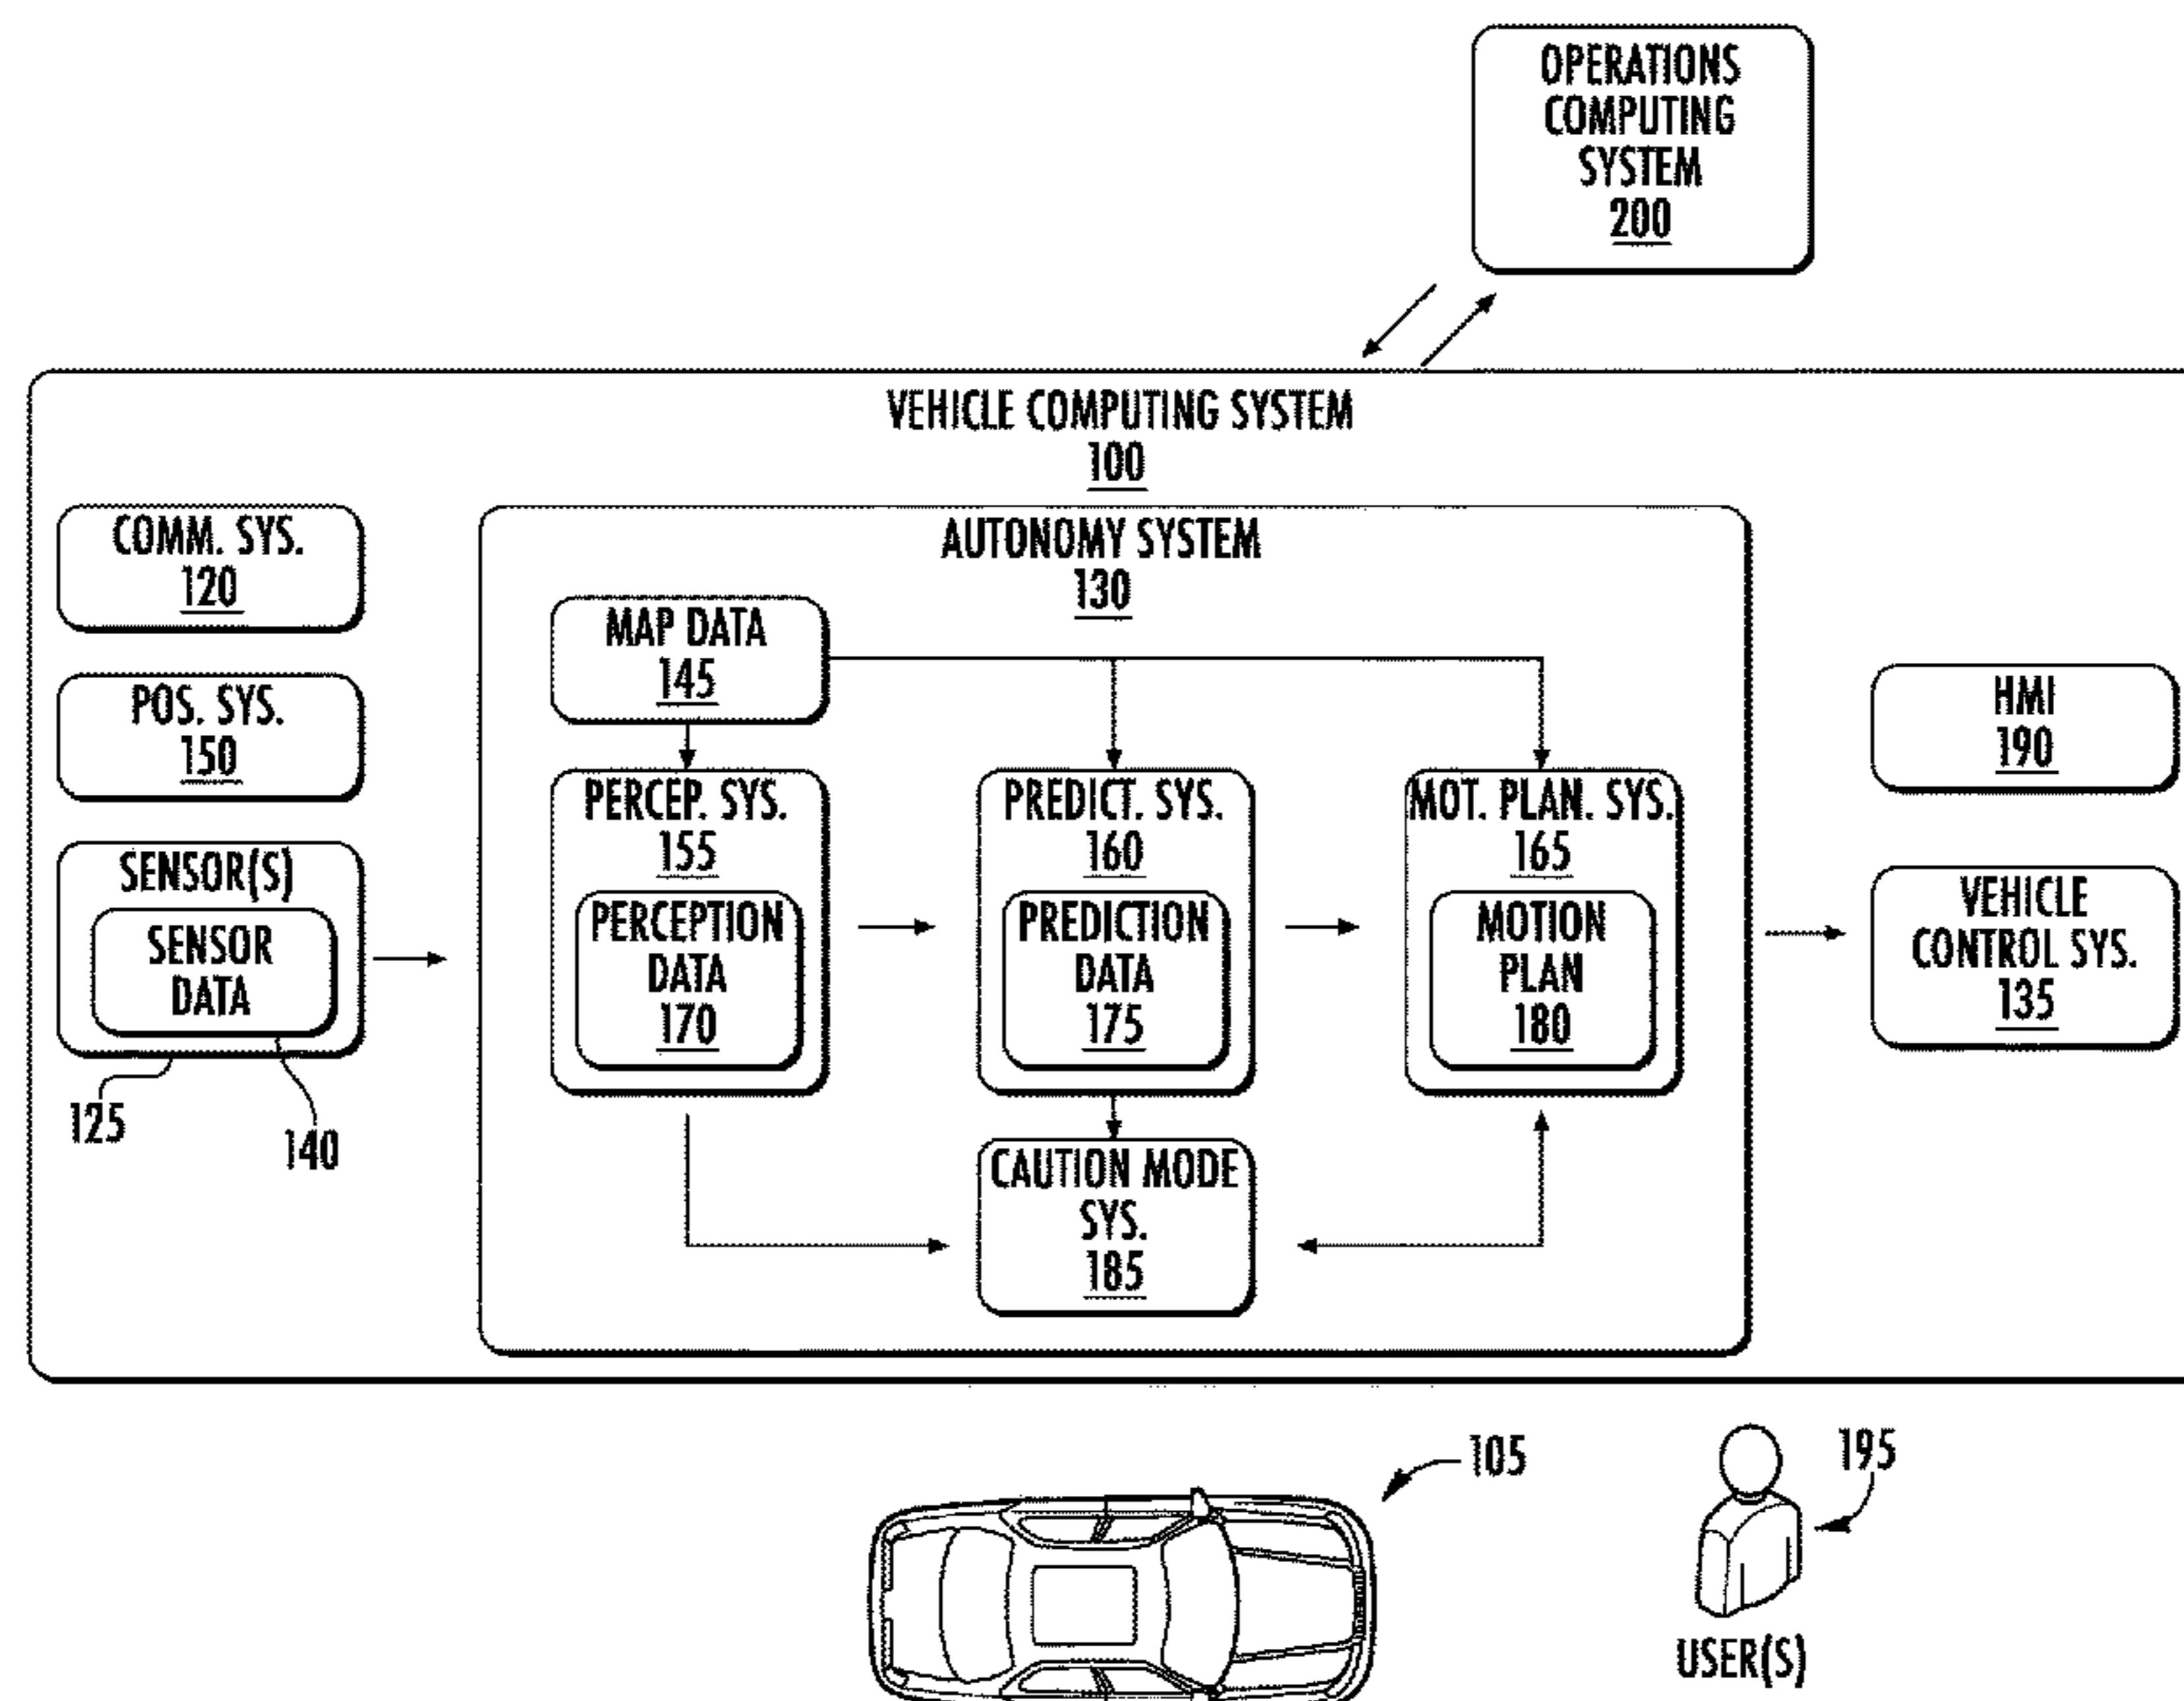 OPERATIONS
COMPUTING
SYSTEM
200
VEHICLE COMPUTING SYSTEM
100
COMM. SYS.
120
POS. SYS.
150
SENSOR(S)
SENSOR
DATA
125
140
AUTONOMY SYSTEM
130
MAP DATA
145
PERCEP. SYS.
155
PERCEPTION
DATA
170
PREDICT. SYS.
160
PREDICTION
DATA
175
MOT. PLAN. SYS.
165
MOTION
PLAN
180
CAUTION MODE
SYS.
185
HMI
190
VEHICLE
CONTROL SYS.
135
105
195
USER(S)